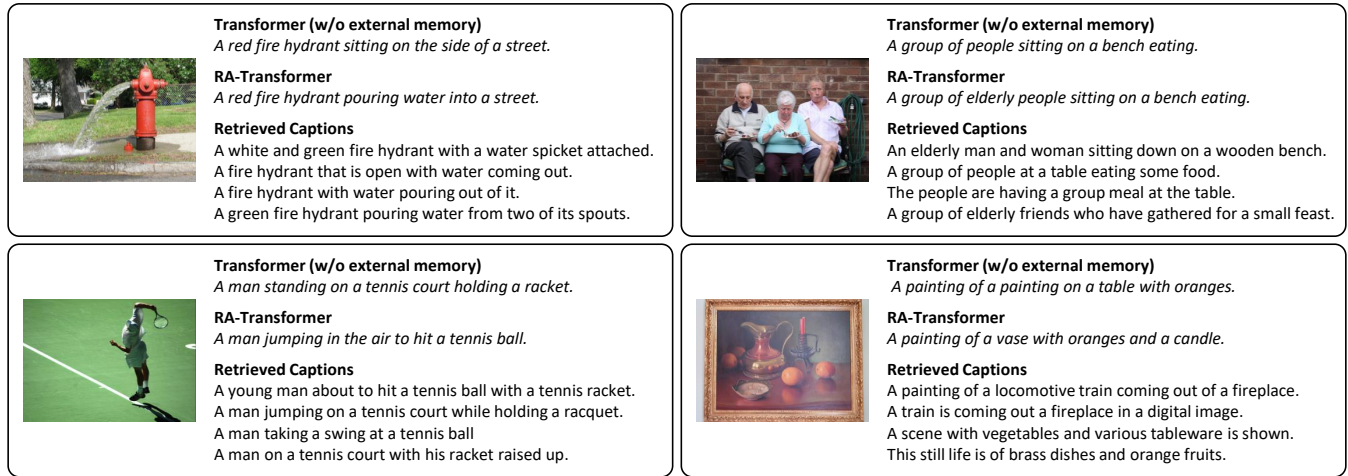 Transformer (w/o external memory)
A red fire hydrant sitting on the side of a street.
RA-Transformer
A red fire hydrant pouring water into a street.
Retrieved Captions
A white and green fire hydrant with a water spicket attached.
A fire hydrant that is open with water coming out.
A fire hydrant with water pouring out of it.
A green fire hydrant pouring water from two of its spouts.
Transformer (w/o external memory)
A group of people sitting on a bench eating.
RA-Transformer
A group of elderly people sitting on a bench eating.
Retrieved Captions
An elderly man and woman sitting down on a wooden bench.
A group of people at a table eating some food.
The people are having a group meal at the table.
A group of elderly friends who have gathered for a small feast.
Transformer (w/o external memory)
A man standing on a tennis court holding a racket.
RA-Transformer
A man jumping in the air to hit a tennis ball.
Retrieved Captions
A young man about to hit a tennis ball with a tennis racket.
A man jumping on a tennis court while holding a racquet.
A man taking a swing at a tennis ball
A man on a tennis court with his racket raised up.
Transformer (w/o external memory)
A painting of a painting on a table with oranges.
RA-Transformer
A painting of a vase with oranges and a candle.
Retrieved Captions
A painting of a locomotive train coming out of a fireplace.
A train is coming out a fireplace in a digital image.
A scene with vegetables and various tableware is shown.
This still life is of brass dishes and orange fruits.